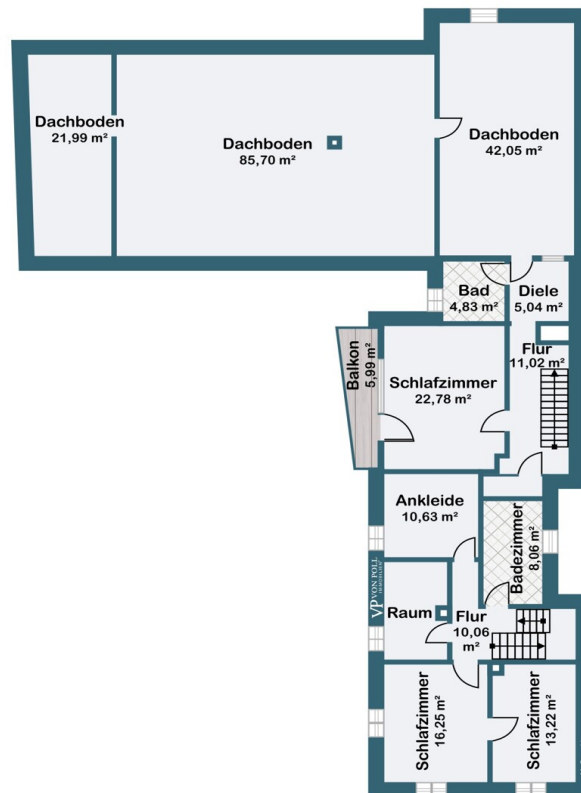 Dachboden
21,99 m²
Dachboden
85,70 m²
Dachboden
42,05 m²
Bad
4,83 m²
Diele
5,04 m²
Flur
11,02 m²
Balkon
5,99 m²
Schlafzimmer
22,78 m²
Ankleide
10,63 m²
Badezimmer
8,06 m²
VP VON POLL
IMMOBILIEN
Raum
Flur
10,06
m²
Schlafzimmer
16,25 m²
Schlafzimmer
13,22 m²